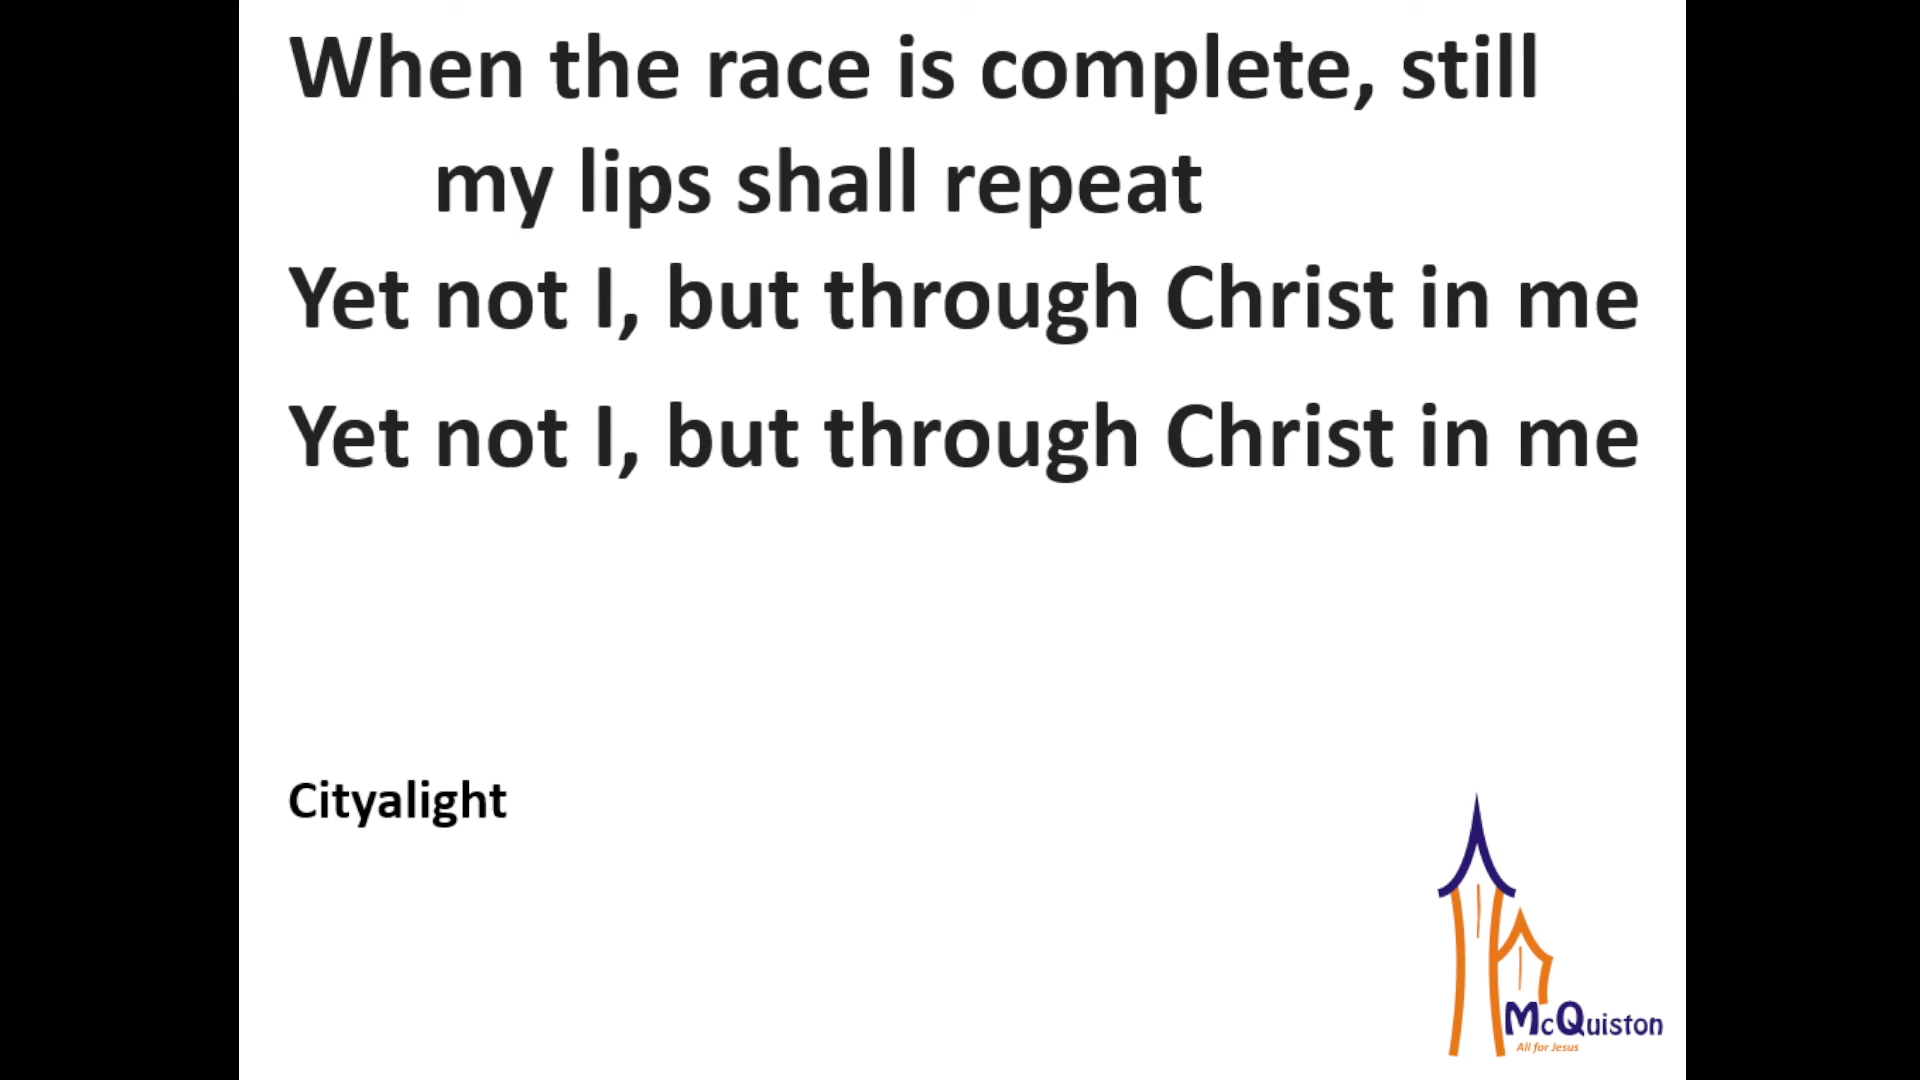 When the race is complete, still
my lips shall repeat
Yet not I, but through Christ in me
Yet not I, but through Christ in me
Cityalight
McQuiston
All for Jesus